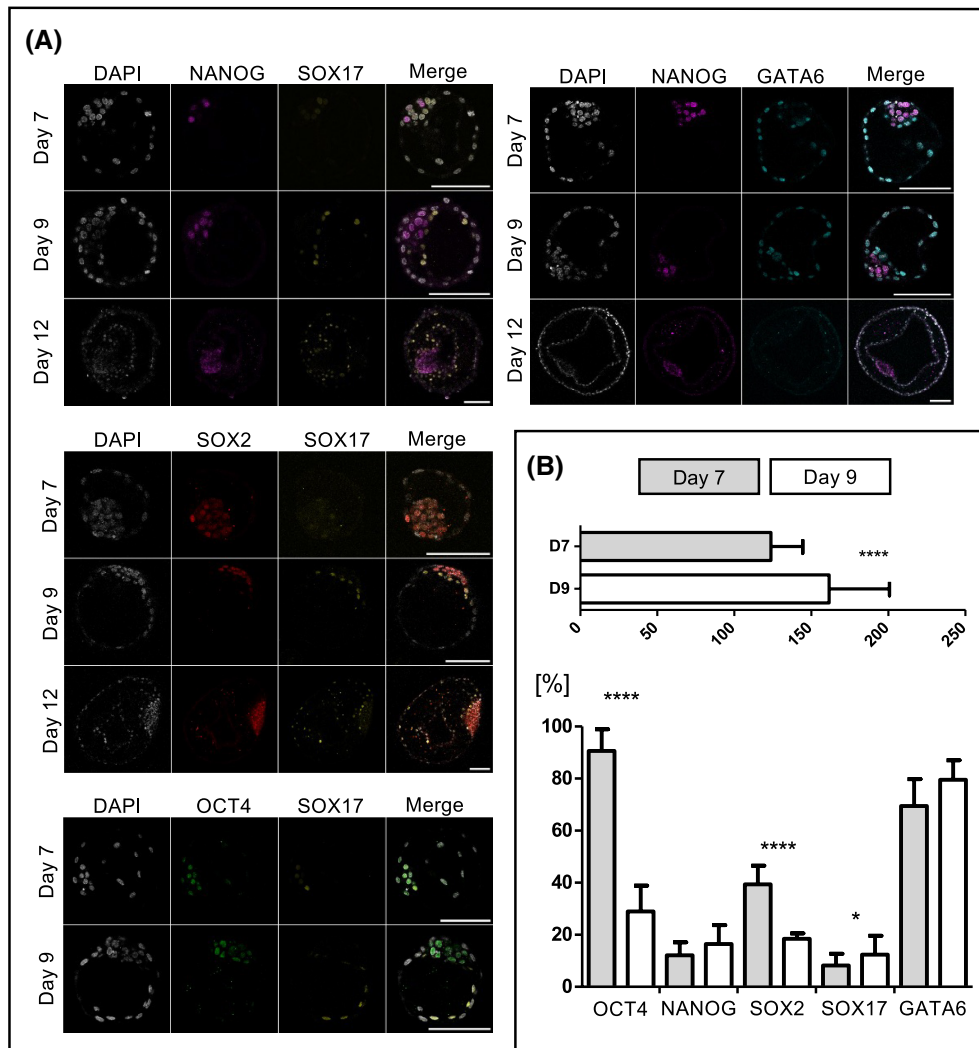 (A)
DAPI NANOG SOX17 Merge
Day 7
Day 9
Day 12
DAPI NANOG GATA6 Merge
Day 7
Day 9
Day 12
DAPI SOX2 SOX17 Merge
Day 7
Day 9
Day 12
DAPI OCT4 SOX17 Merge
Day 7
Day 9
(B)
Day 7 Day 9
D7
****
D9
0 50 100 150 200 250
[%]
****
100
80
60
****
40
*
20
0
OCT4 NANOG SOX2 SOX17 GATA6